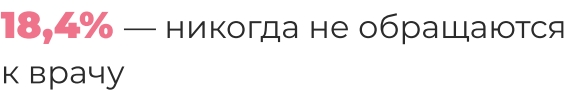 18,4% — никогда не обращаются
к врачу